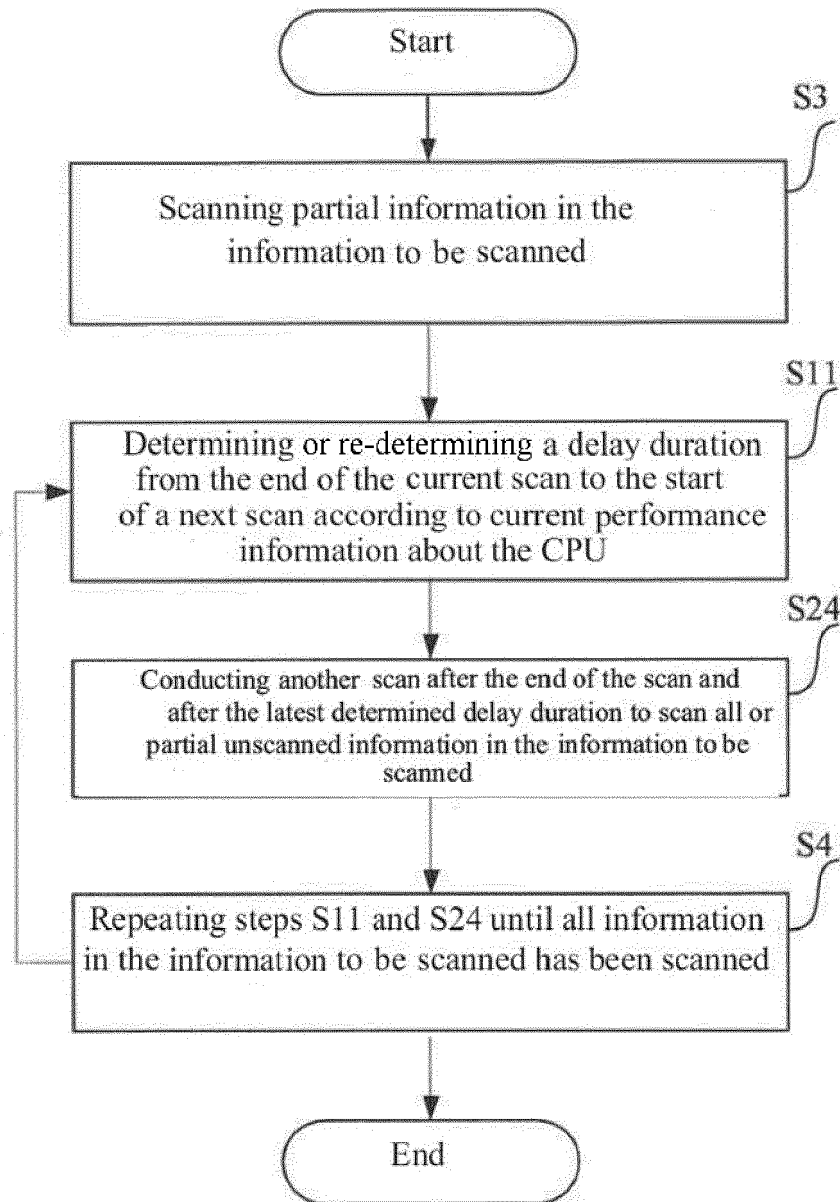 Start
S3
Scanning partial information in the
information to be scanned
S11
Determining or re-determining a delay duration
from the end of the current scan to the start
of a next scan according to current performance
information about the CPU
S24
Conducting another scan after the end of the scan and
after the latest determined delay duration to scan all or
partial unscanned information in the information to be
scanned
S4
Repeating steps S11 and S24 until all information
in the information to be scanned has been scanned
End